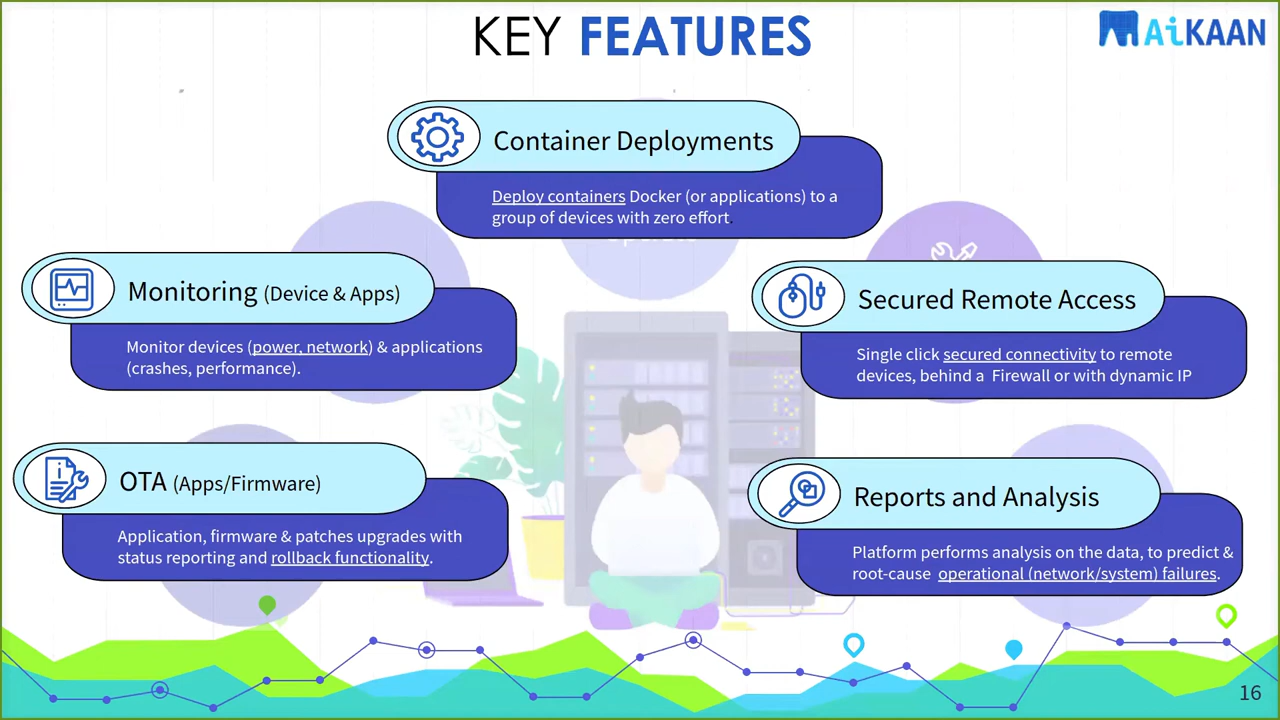 KEY FEATURES
AiKAAN
Container Deployments
Deploy containers Docker (or applications) to a
group of devices with zero effort.
Monitoring (Device & Apps)
Monitor devices (power, network) & applications
(crashes, performance).
Secured Remote Access
Single click secured connectivity to remote
devices, behind a Firewall or with dynamic IP
OTA (Apps/Firmware)
Application, firmware & patches upgrades with
status reporting and rollback functionality.
Reports and Analysis
Platform performs analysis on the data, to predict &
root-cause operational (network/system) failures.
16